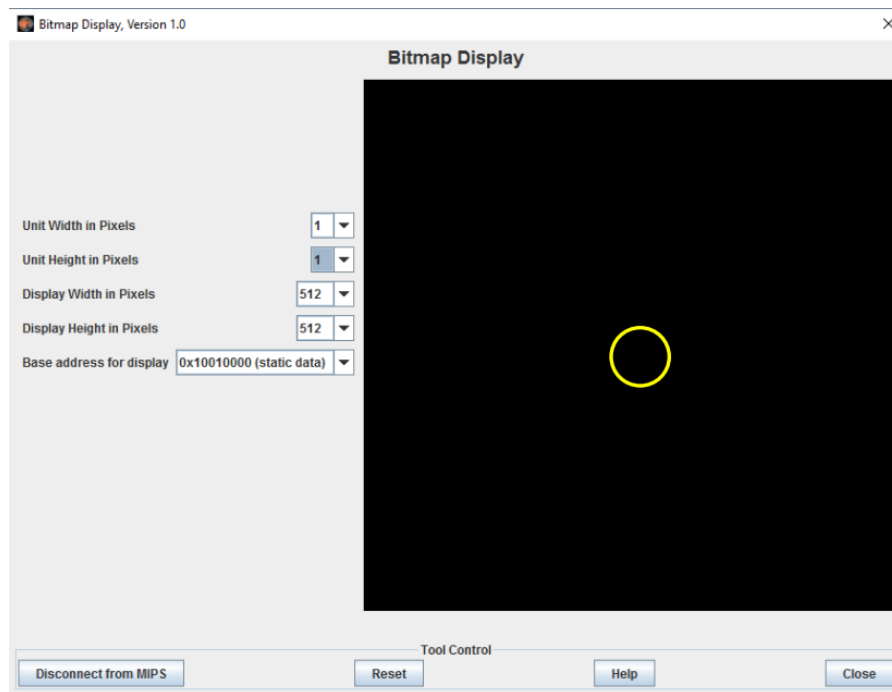 Bitmap Display, Version 1.0
Bitmap Display
Unit Width in Pixels 1
Unit Height in Pixels 1
Display Width in Pixels 512
Display Height in Pixels 512
Base address for display 0x10010000 (static data)
Tool Control
Disconnect from MIPS Reset Help Close